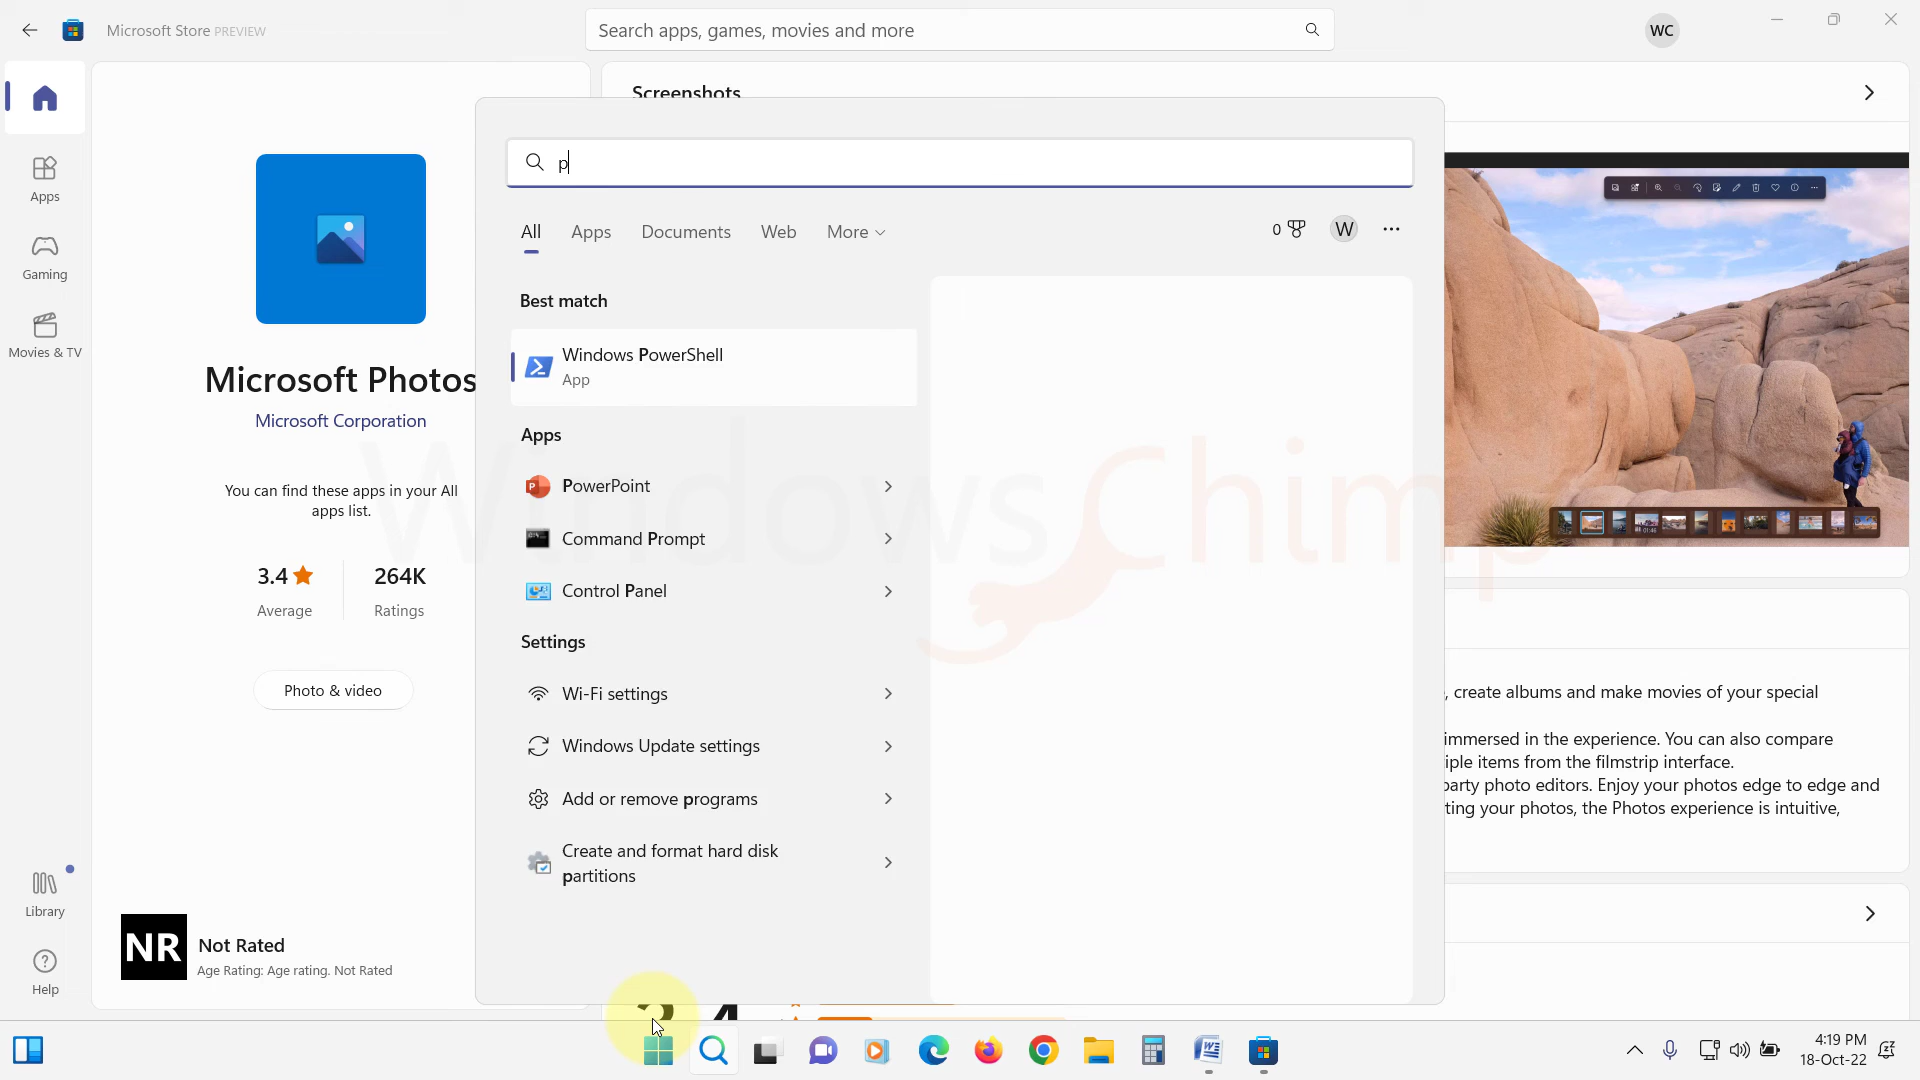 Microsoft Store PREVIEW
Search apps, games, movies and more
WC
Apps
Gaming
Movies & TV
Library
Help
Microsoft Photos
Microsoft Corporation
You can find these apps in your All
apps list.
3.4
Average
264K
Ratings
Photo & video
NR
Not Rated
Age Rating: Age rating. Not Rated
Screenshots
p
All
Apps
Documents
Web
More
0
W
Best match
Windows PowerShell
App
Apps
PowerPoint
Command Prompt
Control Panel
Settings
Wi-Fi settings
Windows Update settings
Add or remove programs
Create and format hard disk
partitions
WindowsChimp
, create albums and make movies of your special
immersed in the experience. You can also compare
iple items from the filmstrip interface.
party photo editors. Enjoy your photos edge to edge and
ting your photos, the Photos experience is intuitive,
4:19 PM
18-Oct-22